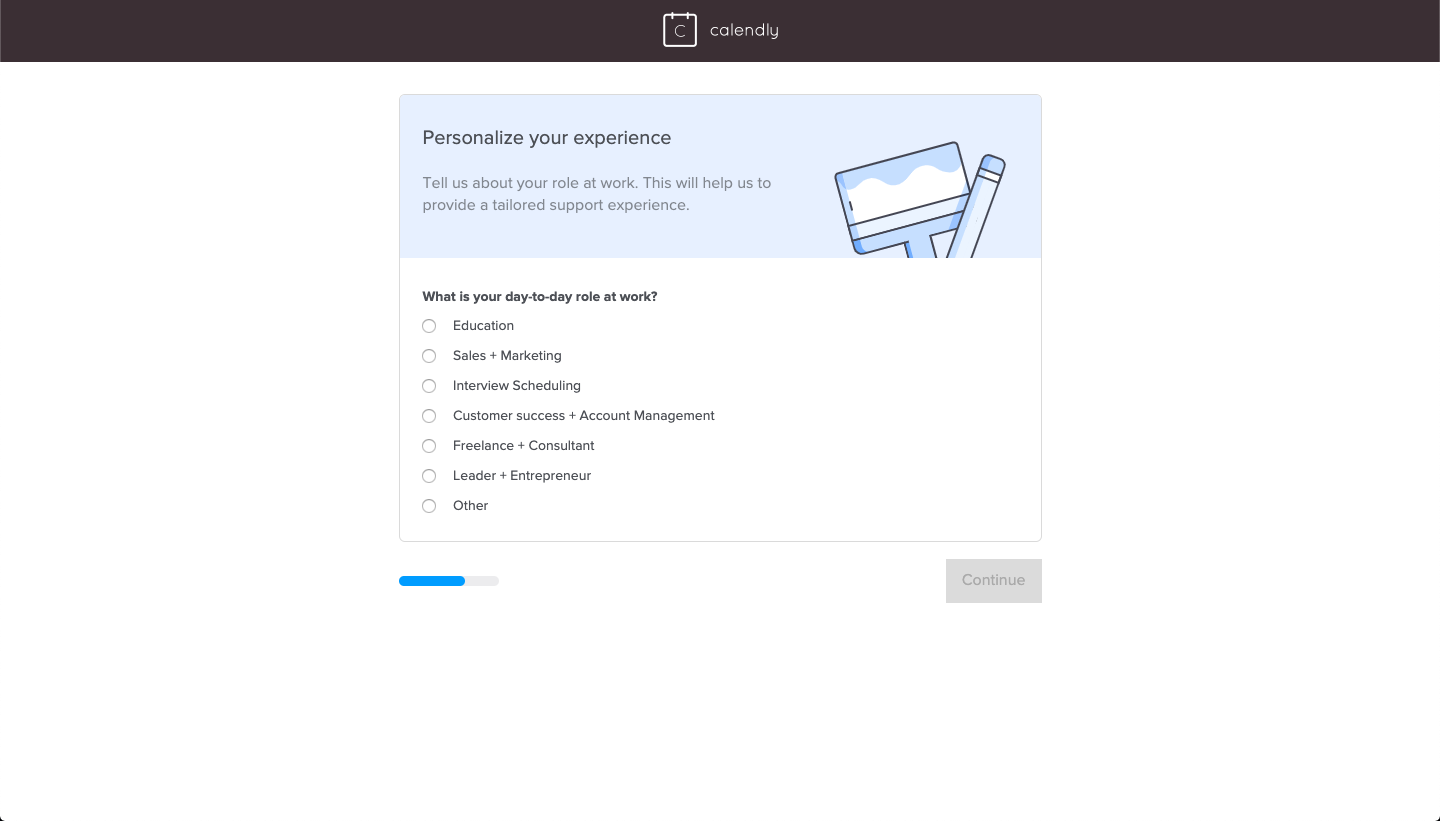 C calendly
Personalize your experience
Tell us about your role at work. This will help us to
provide a tailored support experience.
What is your day-to-day role at work?
Education
Sales + Marketing
Interview Scheduling
Customer success + Account Management
Freelance + Consultant
Leader + Entrepreneur
Other
Continue